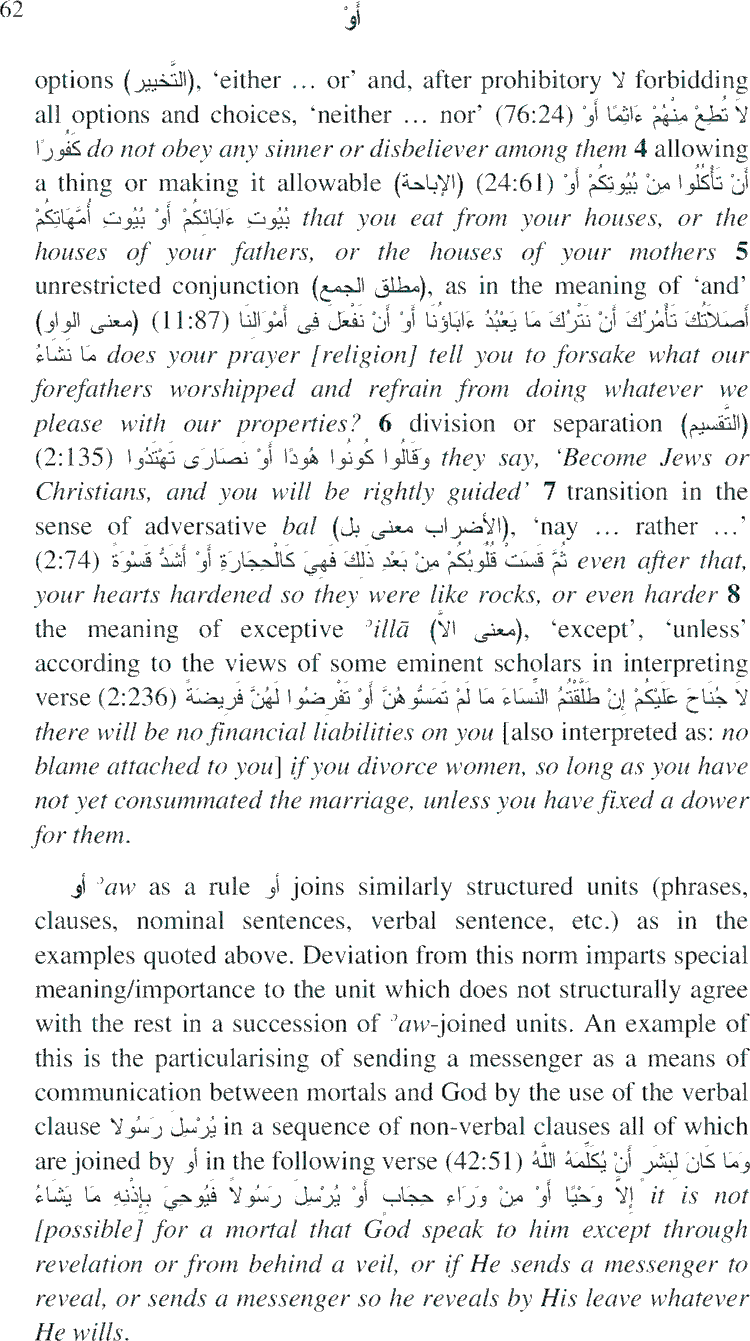 62
أَوْ
options (التَّخيير), ‘either … or’ and, after prohibitory لا forbidding
all options and choices, ‘neither … nor’ (76:24) لَا تُطِعْ مِنْهُمْ ءَاثِمًا أَوْ
كَفُورًا do not obey any sinner or disbeliever among them 4 allowing
a thing or making it allowable (الإباحة) (24:61) أَنْ تَأْكُلُوا مِنْ بُيُوتِكُمْ أَوْ
بُيُوتِ ءَابَائِكُمْ أَوْ بُيُوتِ أُمَّهَاتِكُمْ that you eat from your houses, or the
houses of your fathers, or the houses of your mothers 5
unrestricted conjunction (مطلق الجمع), as in the meaning of ‘and’
(معنى الواو) (11:87) أَصَلَاتُكَ تَأْمُرُكَ أَنْ نَتْرُكَ مَا يَعْبُدُ ءَابَاؤُنَا أَوْ أَنْ نَفْعَلَ فِى أَمْوَالِنَا
مَا نَشَاءُ does your prayer [religion] tell you to forsake what our
forefathers worshipped and refrain from doing whatever we
please with our properties? 6 division or separation (التَّقسيم)
(2:135) وَقَالُوا كُونُوا هُودًا أَوْ نَصَارَى تَهْتَدُوا they say, ‘Become Jews or
Christians, and you will be rightly guided’ 7 transition in the
sense of adversative bal (الأضراب معنى بل), ‘nay … rather …’
(2:74) ثُمَّ قَسَتْ قُلُوبُكُمْ مِنْ بَعْدِ ذَلِكَ فَهِيَ كَالْحِجَارَةِ أَوْ أَشَدُّ قَسْوَةً even after that,
your hearts hardened so they were like rocks, or even harder 8
the meaning of exceptive ʾillā (معنى الاَّ), ‘except’, ‘unless’
according to the views of some eminent scholars in interpreting
verse (2:236) لَا جُنَاحَ عَلَيْكُمْ إِنْ طَلَّقْتُمُ النِّسَاءَ مَا لَمْ تَمَسُّوهُنَّ أَوْ تَفْرِضُوا لَهُنَّ فَرِيضَةً
there will be no financial liabilities on you [also interpreted as: no
blame attached to you] if you divorce women, so long as you have
not yet consummated the marriage, unless you have fixed a dower
for them.
أو ʾaw as a rule أو joins similarly structured units (phrases,
clauses, nominal sentences, verbal sentence, etc.) as in the
examples quoted above. Deviation from this norm imparts special
meaning/importance to the unit which does not structurally agree
with the rest in a succession of ʾaw-joined units. An example of
this is the particularising of sending a messenger as a means of
communication between mortals and God by the use of the verbal
clause يُرْسِلَ رَسُولا in a sequence of non-verbal clauses all of which
are joined by أو in the following verse (42:51) وَمَا كَانَ لِبَشَرٍ أَنْ يُكَلِّمَهُ اللَّهُ
إِلاَّ وَحْيًا أَوْ مِنْ وَرَاءِ حِجَابٍ أَوْ يُرْسِلَ رَسُولاً فَيُوحِيَ بِإِذْنِهِ مَا يَشَاءُ it is not
[possible] for a mortal that God speak to him except through
revelation or from behind a veil, or if He sends a messenger to
reveal, or sends a messenger so he reveals by His leave whatever
He wills.